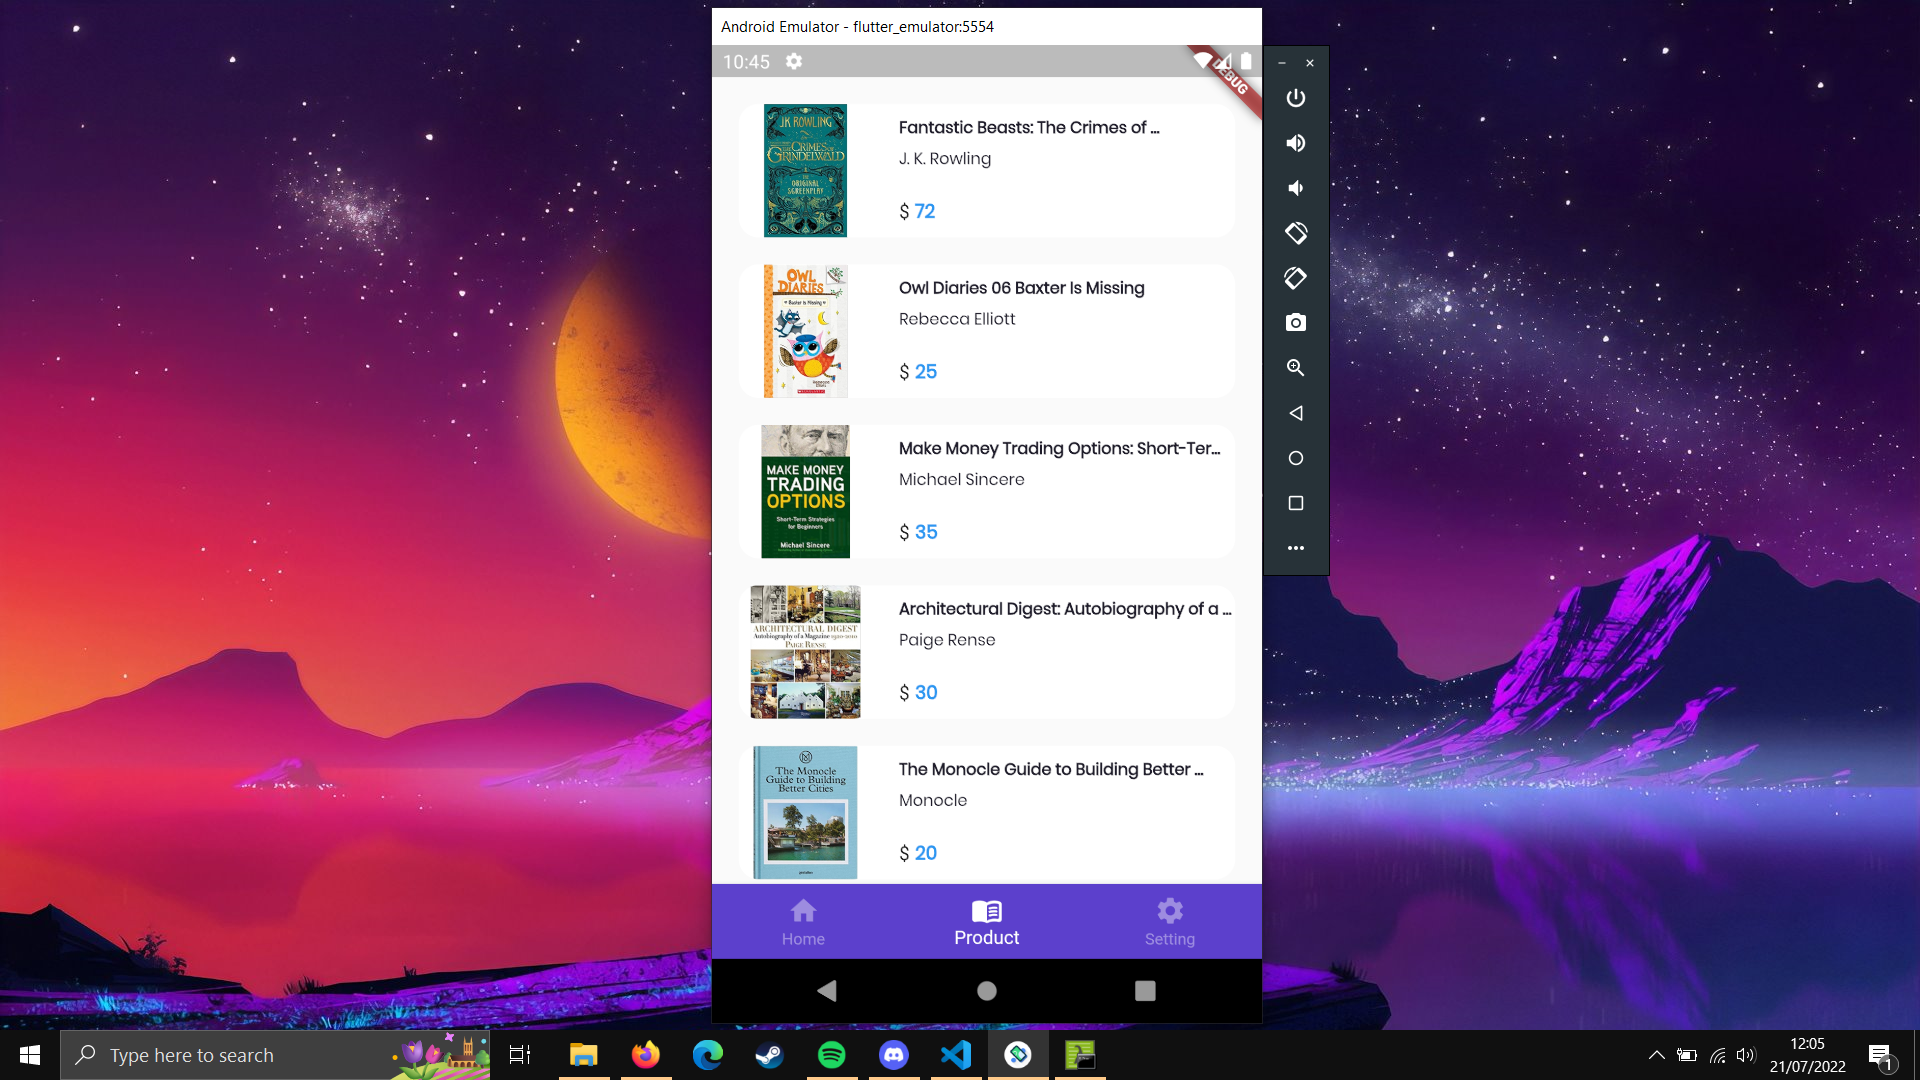 Android Emulator - flutter_emulator:5554
10:45
DEBUG
JK ROWLING
THE
CRIMES OF
GRINDELWALD
THE
ORIGINAL
SCREENPLAY
Fantastic Beasts: The Crimes of ...
J. K. Rowling
$ 72
OWL
DIARIES
Baxter is Missing
Rebecca
Elliott
SCHOLASTIC
Owl Diaries 06 Baxter Is Missing
Rebecca Elliott
$ 25
MAKE MONEY
TRADING
OPTIONS
Short-Term Strategies
for Beginners
Michael Sincere
Make Money Trading Options: Short-Ter...
Michael Sincere
$ 35
ARCHITECTURAL DIGEST
Autobiography of a Magazine 1920-2010
PAIGE RENSE
Architectural Digest: Autobiography of a ...
Paige Rense
$ 30
The Monocle
Guide to Building
Better Cities
The Monocle Guide to Building Better ...
Monocle
$ 20
Home
Product
Setting
Type here to search
12:05
21/07/2022
1